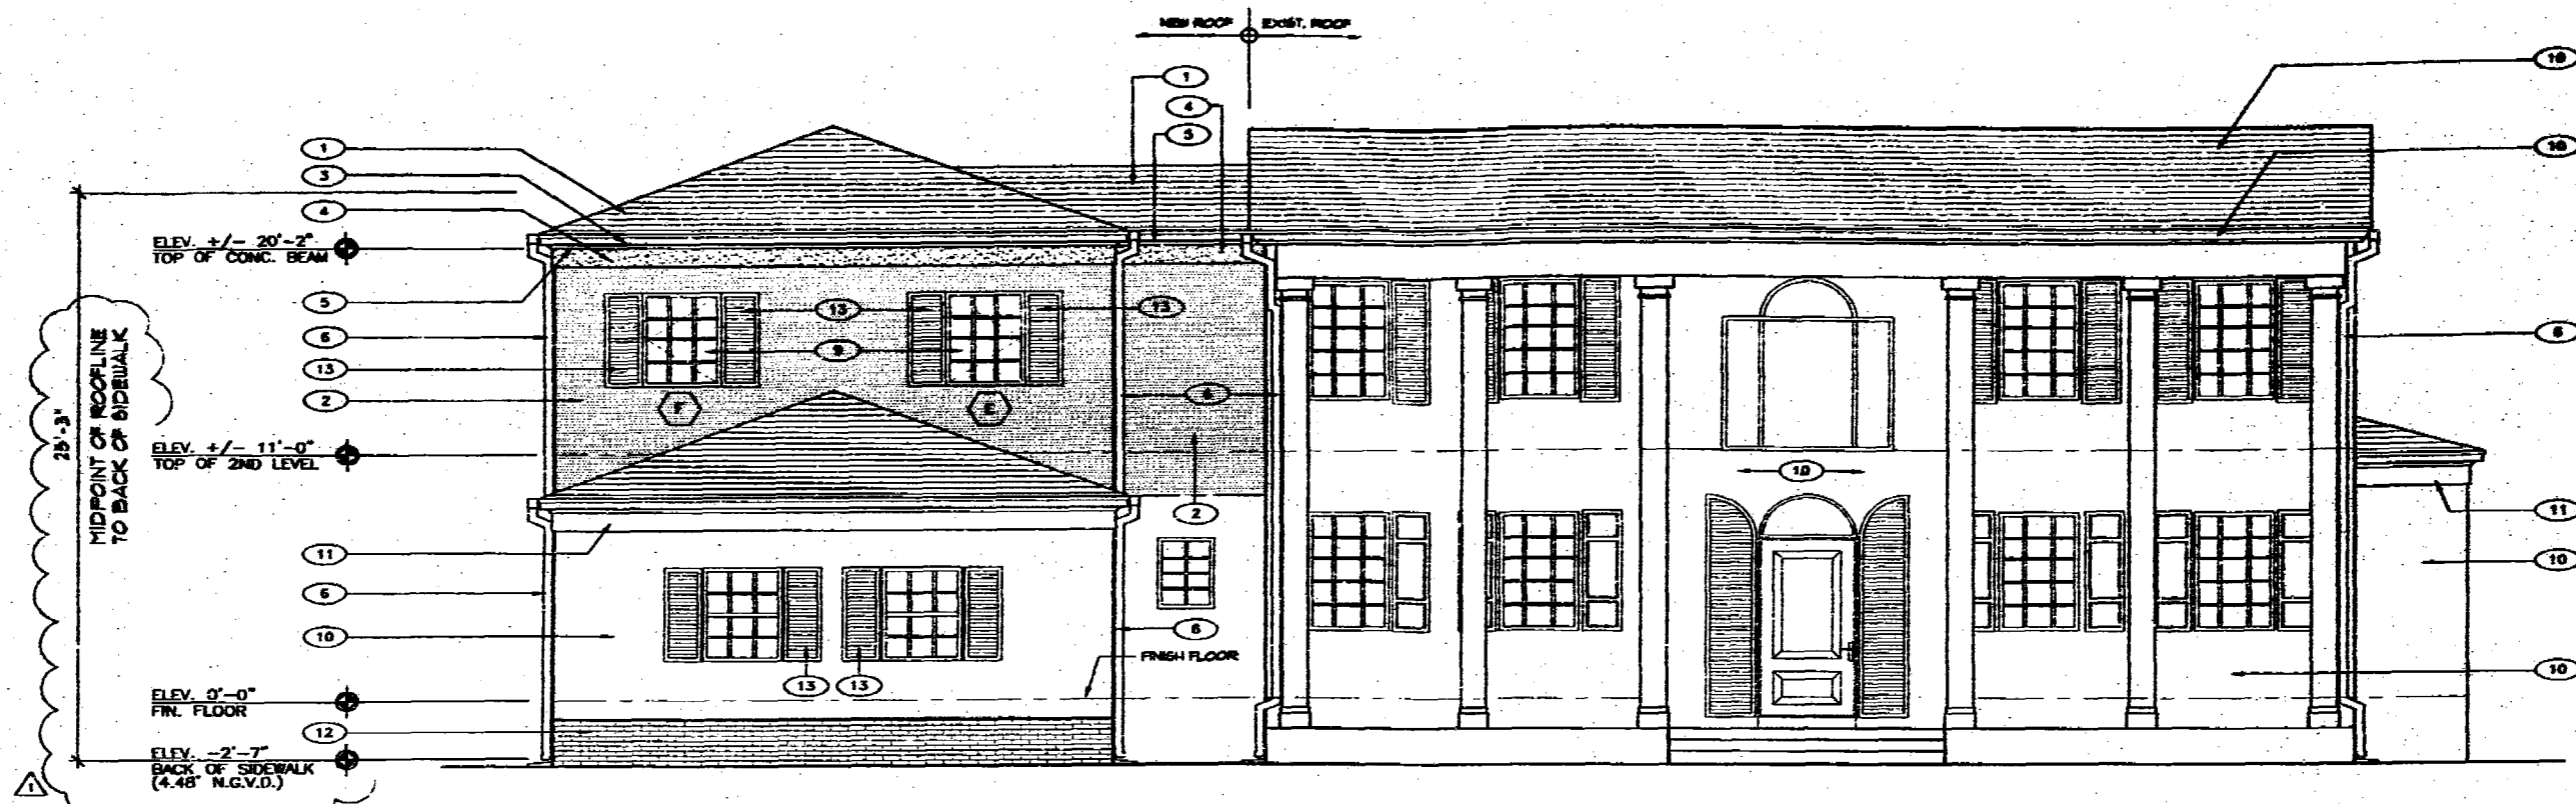 NEW ROOF EXIST. ROOF
1
4
5
10
10
1
3
4
ELEV. +/- 20'-2"
TOP OF CONC. BEAM
5
6
13
2
13
13
9
F
E
6
6
MIDPOINT OF ROOFLINE
TO BACK OF SIDEWALK
ELEV. +/- 11'-0"
TOP OF 2ND LEVEL
10
2
11
11
6
10
10
6
FINISH FLOOR
13
13
10
ELEV. 0'-0"
FIN. FLOOR
12
ELEV. -2'-7"
BACK OF SIDEWALK
(4.48' N.G.V.D.)
1